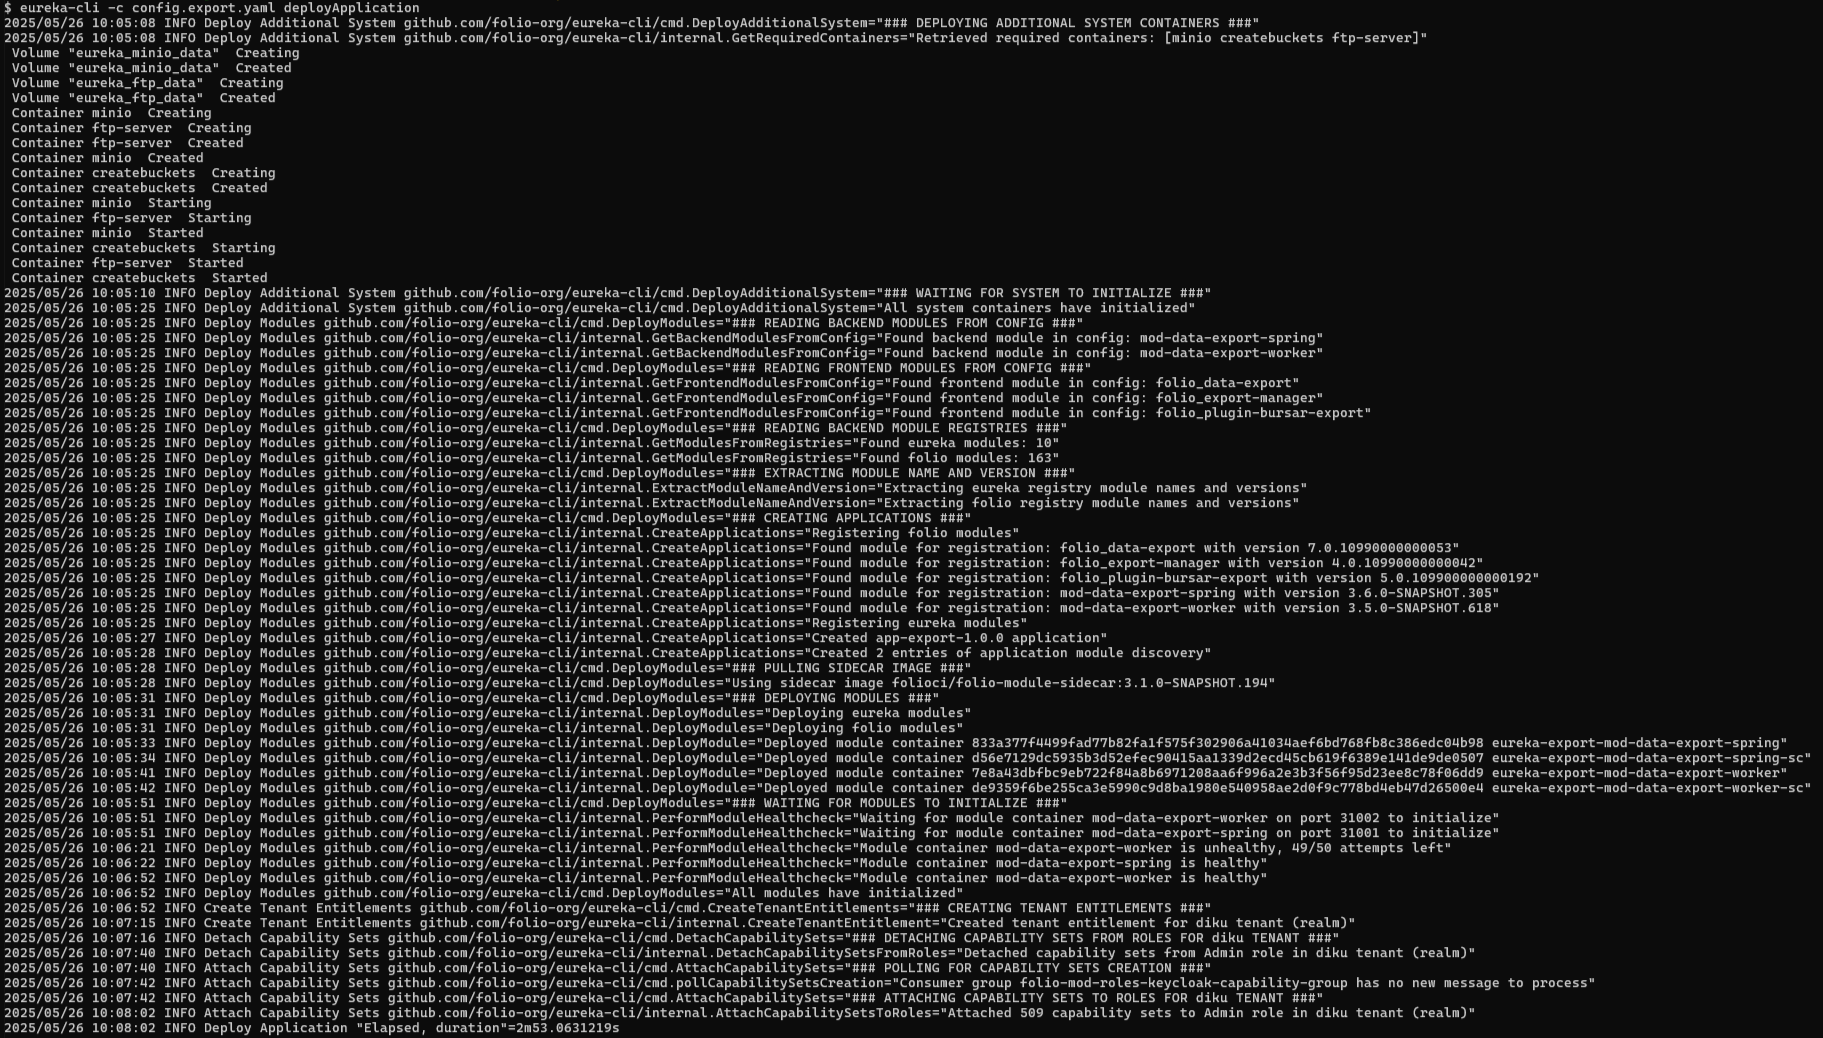 $ eureka-cli -c config.export.yaml deployApplication
2025/05/26 10:05:08 INFO Deploy Additional System github.com/folio-org/eureka-cli/cmd.DeployAdditionalSystem="### DEPLOYING ADDITIONAL SYSTEM CONTAINERS ###"
2025/05/26 10:05:08 INFO Deploy Additional System github.com/folio-org/eureka-cli/internal.GetRequiredContainers="Retrieved required containers: [minio createbuckets ftp-server]"
 Volume "eureka_minio_data"  Creating
 Volume "eureka_minio_data"  Created
 Volume "eureka_ftp_data"  Creating
 Volume "eureka_ftp_data"  Created
 Container minio  Creating
 Container ftp-server  Creating
 Container ftp-server  Created
 Container minio  Created
 Container createbuckets  Creating
 Container createbuckets  Created
 Container minio  Starting
 Container ftp-server  Starting
 Container minio  Started
 Container createbuckets  Starting
 Container ftp-server  Started
 Container createbuckets  Started
2025/05/26 10:05:10 INFO Deploy Additional System github.com/folio-org/eureka-cli/cmd.DeployAdditionalSystem="### WAITING FOR SYSTEM TO INITIALIZE ###"
2025/05/26 10:05:25 INFO Deploy Additional System github.com/folio-org/eureka-cli/cmd.DeployAdditionalSystem="All system containers have initialized"
2025/05/26 10:05:25 INFO Deploy Modules github.com/folio-org/eureka-cli/cmd.DeployModules="### READING BACKEND MODULES FROM CONFIG ###"
2025/05/26 10:05:25 INFO Deploy Modules github.com/folio-org/eureka-cli/internal.GetBackendModulesFromConfig="Found backend module in config: mod-data-export-spring"
2025/05/26 10:05:25 INFO Deploy Modules github.com/folio-org/eureka-cli/internal.GetBackendModulesFromConfig="Found backend module in config: mod-data-export-worker"
2025/05/26 10:05:25 INFO Deploy Modules github.com/folio-org/eureka-cli/cmd.DeployModules="### READING FRONTEND MODULES FROM CONFIG ###"
2025/05/26 10:05:25 INFO Deploy Modules github.com/folio-org/eureka-cli/internal.GetFrontendModulesFromConfig="Found frontend module in config: folio_data-export"
2025/05/26 10:05:25 INFO Deploy Modules github.com/folio-org/eureka-cli/internal.GetFrontendModulesFromConfig="Found frontend module in config: folio_export-manager"
2025/05/26 10:05:25 INFO Deploy Modules github.com/folio-org/eureka-cli/internal.GetFrontendModulesFromConfig="Found frontend module in config: folio_plugin-bursar-export"
2025/05/26 10:05:25 INFO Deploy Modules github.com/folio-org/eureka-cli/cmd.DeployModules="### READING BACKEND MODULE REGISTRIES ###"
2025/05/26 10:05:25 INFO Deploy Modules github.com/folio-org/eureka-cli/internal.GetModulesFromRegistries="Found eureka modules: 10"
2025/05/26 10:05:25 INFO Deploy Modules github.com/folio-org/eureka-cli/internal.GetModulesFromRegistries="Found folio modules: 163"
2025/05/26 10:05:25 INFO Deploy Modules github.com/folio-org/eureka-cli/cmd.DeployModules="### EXTRACTING MODULE NAME AND VERSION ###"
2025/05/26 10:05:25 INFO Deploy Modules github.com/folio-org/eureka-cli/internal.ExtractModuleNameAndVersion="Extracting eureka registry module names and versions"
2025/05/26 10:05:25 INFO Deploy Modules github.com/folio-org/eureka-cli/internal.ExtractModuleNameAndVersion="Extracting folio registry module names and versions"
2025/05/26 10:05:25 INFO Deploy Modules github.com/folio-org/eureka-cli/cmd.DeployModules="### CREATING APPLICATIONS ###"
2025/05/26 10:05:25 INFO Deploy Modules github.com/folio-org/eureka-cli/internal.CreateApplications="Registering folio modules"
2025/05/26 10:05:25 INFO Deploy Modules github.com/folio-org/eureka-cli/internal.CreateApplications="Found module for registration: folio_data-export with version 7.0.10990000000053"
2025/05/26 10:05:25 INFO Deploy Modules github.com/folio-org/eureka-cli/internal.CreateApplications="Found module for registration: folio_export-manager with version 4.0.10990000000042"
2025/05/26 10:05:25 INFO Deploy Modules github.com/folio-org/eureka-cli/internal.CreateApplications="Found module for registration: folio_plugin-bursar-export with version 5.0.109900000000192"
2025/05/26 10:05:25 INFO Deploy Modules github.com/folio-org/eureka-cli/internal.CreateApplications="Found module for registration: mod-data-export-spring with version 3.6.0-SNAPSHOT.305"
2025/05/26 10:05:25 INFO Deploy Modules github.com/folio-org/eureka-cli/internal.CreateApplications="Found module for registration: mod-data-export-worker with version 3.5.0-SNAPSHOT.618"
2025/05/26 10:05:25 INFO Deploy Modules github.com/folio-org/eureka-cli/internal.CreateApplications="Registering eureka modules"
2025/05/26 10:05:27 INFO Deploy Modules github.com/folio-org/eureka-cli/internal.CreateApplications="Created app-export-1.0.0 application"
2025/05/26 10:05:28 INFO Deploy Modules github.com/folio-org/eureka-cli/internal.CreateApplications="Created 2 entries of application module discovery"
2025/05/26 10:05:28 INFO Deploy Modules github.com/folio-org/eureka-cli/cmd.DeployModules="### PULLING SIDECAR IMAGE ###"
2025/05/26 10:05:28 INFO Deploy Modules github.com/folio-org/eureka-cli/cmd.DeployModules="Using sidecar image folioci/folio-module-sidecar:3.1.0-SNAPSHOT.194"
2025/05/26 10:05:31 INFO Deploy Modules github.com/folio-org/eureka-cli/cmd.DeployModules="### DEPLOYING MODULES ###"
2025/05/26 10:05:31 INFO Deploy Modules github.com/folio-org/eureka-cli/internal.DeployModules="Deploying eureka modules"
2025/05/26 10:05:31 INFO Deploy Modules github.com/folio-org/eureka-cli/internal.DeployModules="Deploying folio modules"
2025/05/26 10:05:33 INFO Deploy Modules github.com/folio-org/eureka-cli/internal.DeployModule="Deployed module container 833a377f4499fad77b82fa1f575f302906a41034aef6bd768fb8c386edc04b98 eureka-export-mod-data-export-spring"
2025/05/26 10:05:34 INFO Deploy Modules github.com/folio-org/eureka-cli/internal.DeployModule="Deployed module container d56e7129dc5935b3d52efec90415aa1339d2ecd45cb619f6389e141de9de0507 eureka-export-mod-data-export-spring-sc"
2025/05/26 10:05:41 INFO Deploy Modules github.com/folio-org/eureka-cli/internal.DeployModule="Deployed module container 7e8a43dbfbc9eb722f84a8b6971208aa6f996a2e3b3f56f95d23ee8c78f06dd9 eureka-export-mod-data-export-worker"
2025/05/26 10:05:42 INFO Deploy Modules github.com/folio-org/eureka-cli/internal.DeployModule="Deployed module container de9359f6be255ca3e5990c9d8ba1980e540958ae2d0f9c778bd4eb47d26500e4 eureka-export-mod-data-export-worker-sc"
2025/05/26 10:05:51 INFO Deploy Modules github.com/folio-org/eureka-cli/cmd.DeployModules="### WAITING FOR MODULES TO INITIALIZE ###"
2025/05/26 10:05:51 INFO Deploy Modules github.com/folio-org/eureka-cli/internal.PerformModuleHealthcheck="Waiting for module container mod-data-export-worker on port 31002 to initialize"
2025/05/26 10:05:51 INFO Deploy Modules github.com/folio-org/eureka-cli/internal.PerformModuleHealthcheck="Waiting for module container mod-data-export-spring on port 31001 to initialize"
2025/05/26 10:06:21 INFO Deploy Modules github.com/folio-org/eureka-cli/internal.PerformModuleHealthcheck="Module container mod-data-export-worker is unhealthy, 49/50 attempts left"
2025/05/26 10:06:22 INFO Deploy Modules github.com/folio-org/eureka-cli/internal.PerformModuleHealthcheck="Module container mod-data-export-spring is healthy"
2025/05/26 10:06:52 INFO Deploy Modules github.com/folio-org/eureka-cli/internal.PerformModuleHealthcheck="Module container mod-data-export-worker is healthy"
2025/05/26 10:06:52 INFO Deploy Modules github.com/folio-org/eureka-cli/cmd.DeployModules="All modules have initialized"
2025/05/26 10:06:52 INFO Create Tenant Entitlements github.com/folio-org/eureka-cli/cmd.CreateTenantEntitlements="### CREATING TENANT ENTITLEMENTS ###"
2025/05/26 10:07:15 INFO Create Tenant Entitlements github.com/folio-org/eureka-cli/internal.CreateTenantEntitlement="Created tenant entitlement for diku tenant (realm)"
2025/05/26 10:07:16 INFO Detach Capability Sets github.com/folio-org/eureka-cli/cmd.DetachCapabilitySets="### DETACHING CAPABILITY SETS FROM ROLES FOR diku TENANT ###"
2025/05/26 10:07:40 INFO Detach Capability Sets github.com/folio-org/eureka-cli/internal.DetachCapabilitySetsFromRoles="Detached capability sets from Admin role in diku tenant (realm)"
2025/05/26 10:07:40 INFO Attach Capability Sets github.com/folio-org/eureka-cli/cmd.AttachCapabilitySets="### POLLING FOR CAPABILITY SETS CREATION ###"
2025/05/26 10:07:42 INFO Attach Capability Sets github.com/folio-org/eureka-cli/cmd.pollCapabilitySetsCreation="Consumer group folio-mod-roles-keycloak-capability-group has no new message to process"
2025/05/26 10:07:42 INFO Attach Capability Sets github.com/folio-org/eureka-cli/cmd.AttachCapabilitySets="### ATTACHING CAPABILITY SETS TO ROLES FOR diku TENANT ###"
2025/05/26 10:08:02 INFO Attach Capability Sets github.com/folio-org/eureka-cli/internal.AttachCapabilitySetsToRoles="Attached 509 capability sets to Admin role in diku tenant (realm)"
2025/05/26 10:08:02 INFO Deploy Application "Elapsed, duration"=2m53.0631219s